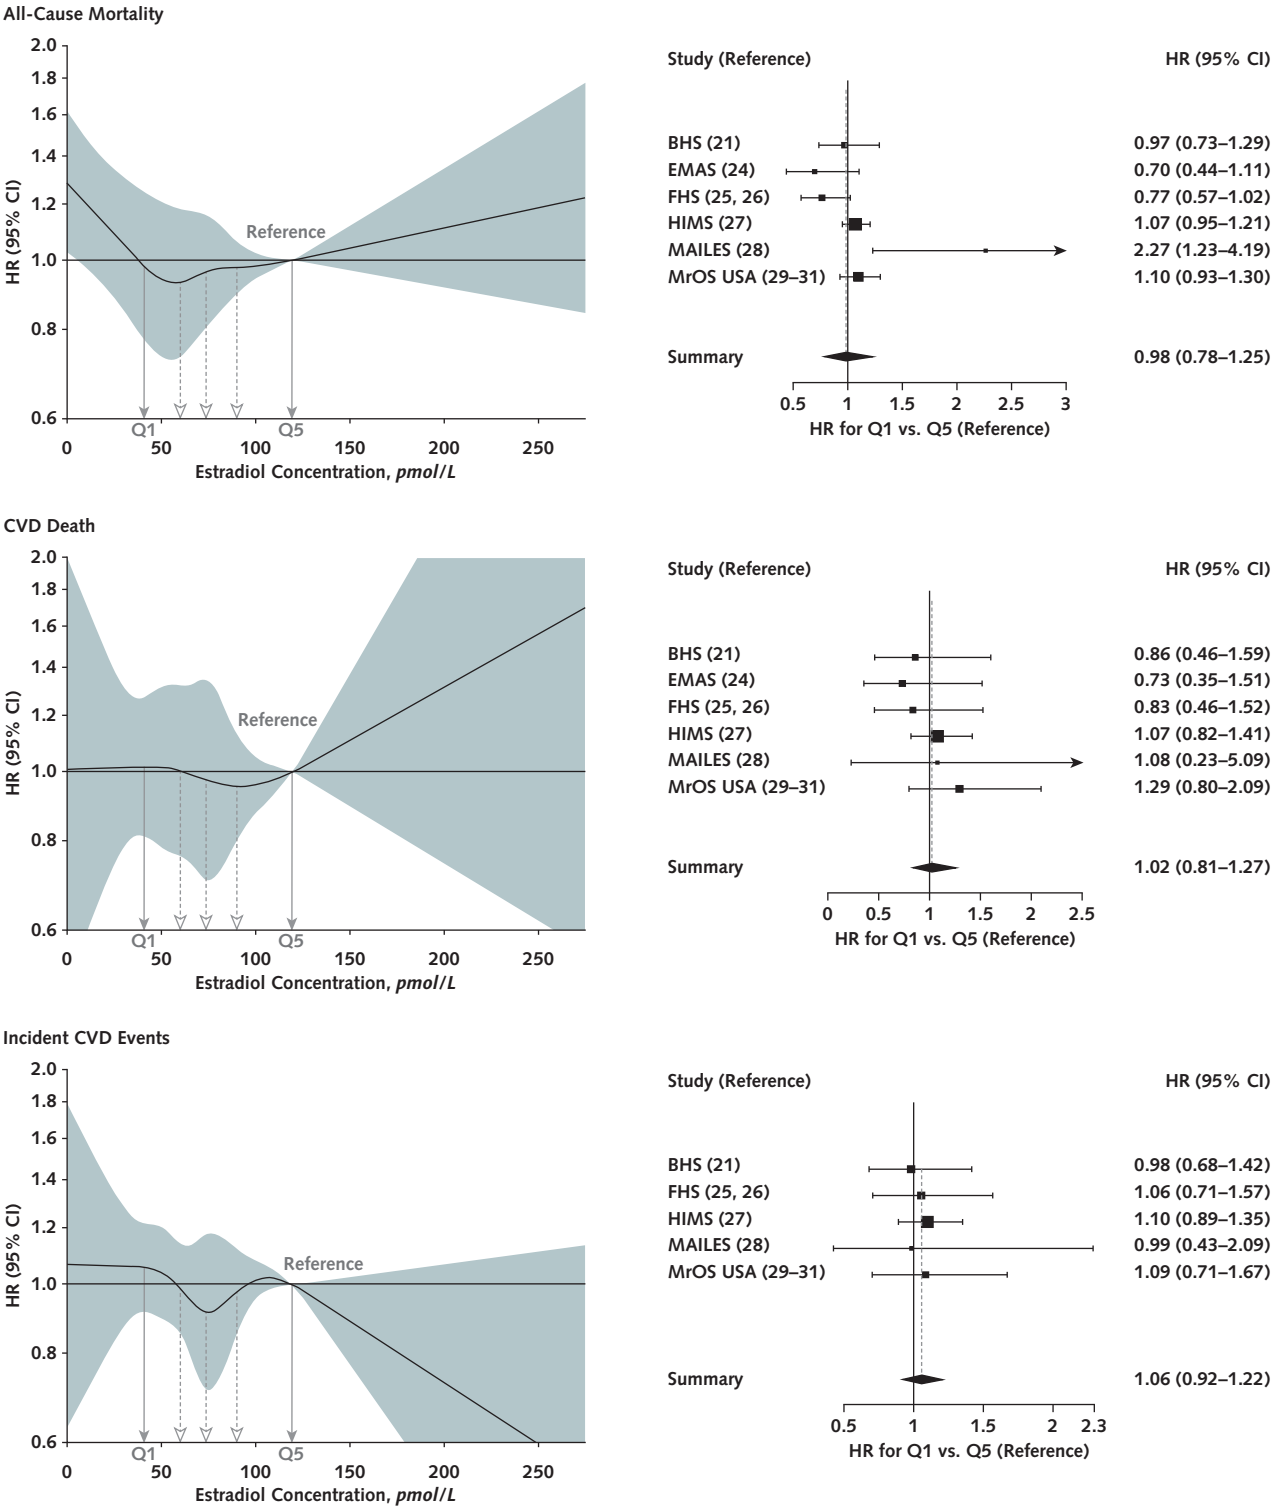 All-Cause Mortality
2.0
1.8
1.6
1.4
1.2
1.0
0.8
0.6
HR (95% CI)
Reference
Q1
Q5
0 50 100 150 200 250
Estradiol Concentration, pmol/L
Study (Reference) HR (95% CI)
BHS (21) 0.97 (0.73–1.29)
EMAS (24) 0.70 (0.44–1.11)
FHS (25, 26) 0.77 (0.57–1.02)
HIMS (27) 1.07 (0.95–1.21)
MAILES (28) 2.27 (1.23–4.19)
MrOS USA (29–31) 1.10 (0.93–1.30)
Summary 0.98 (0.78–1.25)
0.5 1 1.5 2 2.5 3
HR for Q1 vs. Q5 (Reference)
CVD Death
2.0
1.8
1.6
1.4
1.2
1.0
0.8
0.6
HR (95% CI)
Reference
Q1
Q5
0 50 100 150 200 250
Estradiol Concentration, pmol/L
Study (Reference) HR (95% CI)
BHS (21) 0.86 (0.46–1.59)
EMAS (24) 0.73 (0.35–1.51)
FHS (25, 26) 0.83 (0.46–1.52)
HIMS (27) 1.07 (0.82–1.41)
MAILES (28) 1.08 (0.23–5.09)
MrOS USA (29–31) 1.29 (0.80–2.09)
Summary 1.02 (0.81–1.27)
0 0.5 1 1.5 2 2.5
HR for Q1 vs. Q5 (Reference)
Incident CVD Events
2.0
1.8
1.6
1.4
1.2
1.0
0.8
0.6
HR (95% CI)
Reference
Q1
Q5
0 50 100 150 200 250
Estradiol Concentration, pmol/L
Study (Reference) HR (95% CI)
BHS (21) 0.98 (0.68–1.42)
FHS (25, 26) 1.06 (0.71–1.57)
HIMS (27) 1.10 (0.89–1.35)
MAILES (28) 0.99 (0.43–2.09)
MrOS USA (29–31) 1.09 (0.71–1.67)
Summary 1.06 (0.92–1.22)
0.5 1 1.5 2 2.3
HR for Q1 vs. Q5 (Reference)